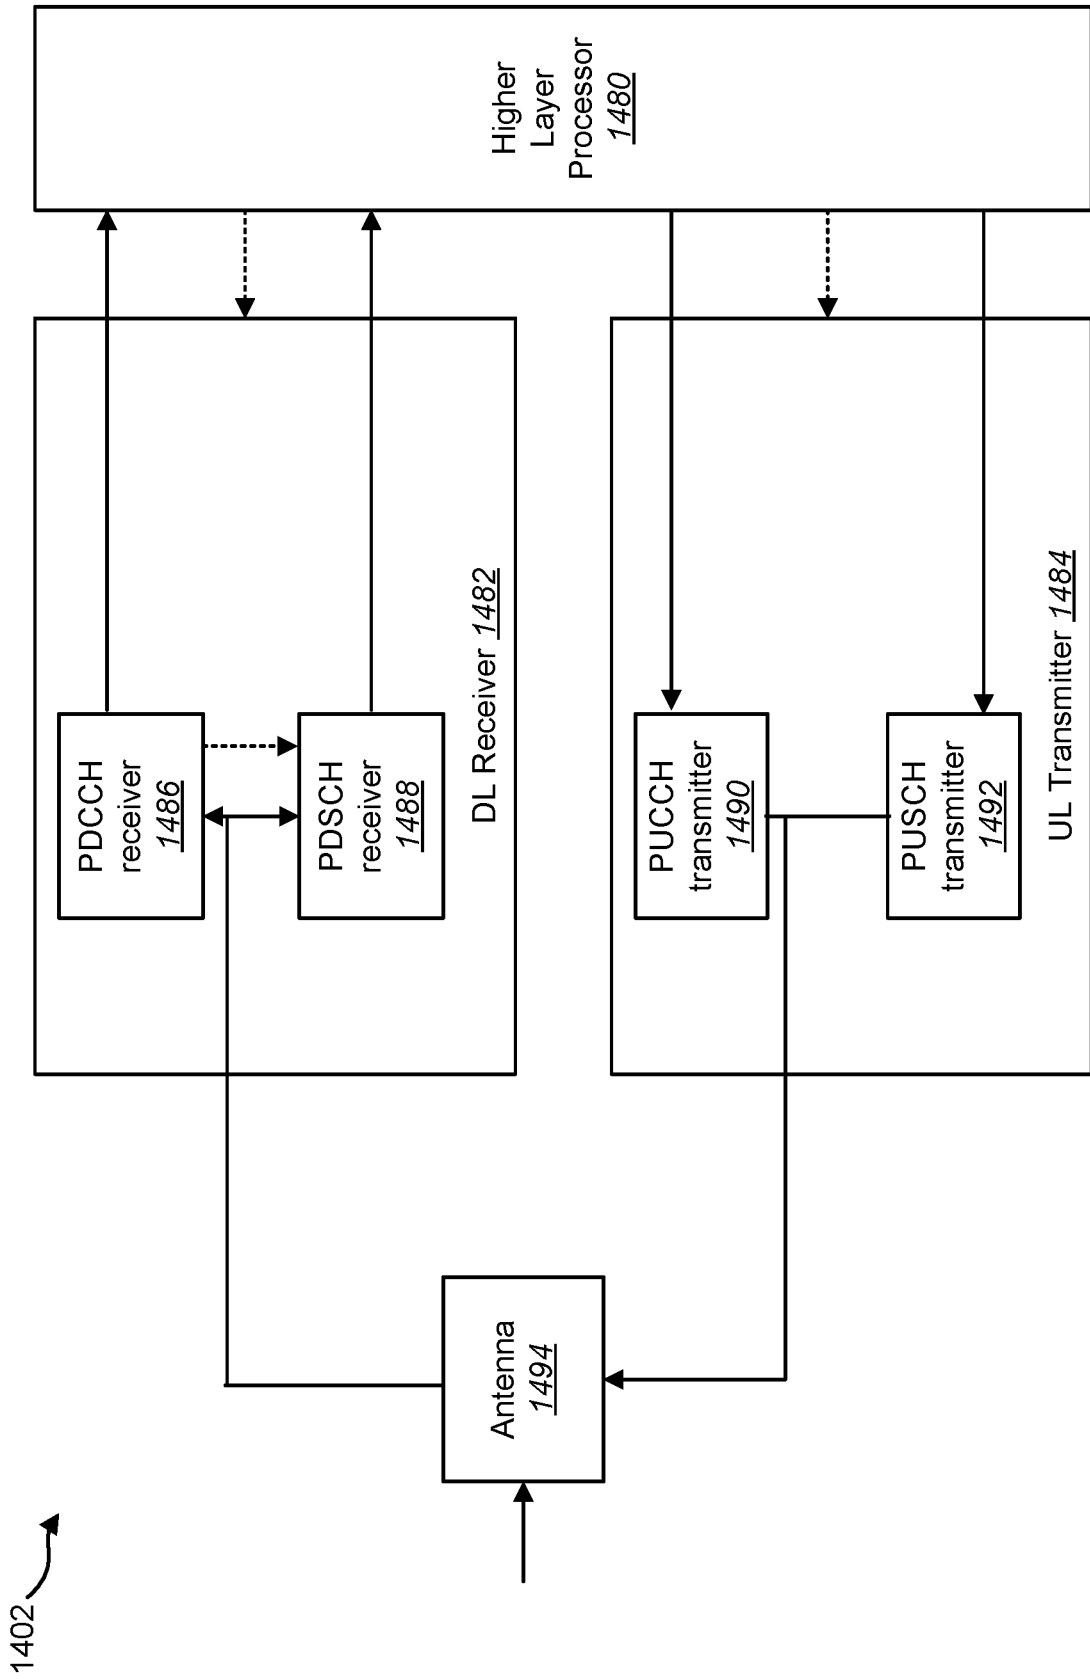 1402
Higher
Layer
Processor
1480
PDCCH
receiver
1486
PDSCH
receiver
1488
DL Receiver 1482
Antenna
1494
PUCCH
transmitter
1490
PUSCH
transmitter
1492
UL Transmitter 1484